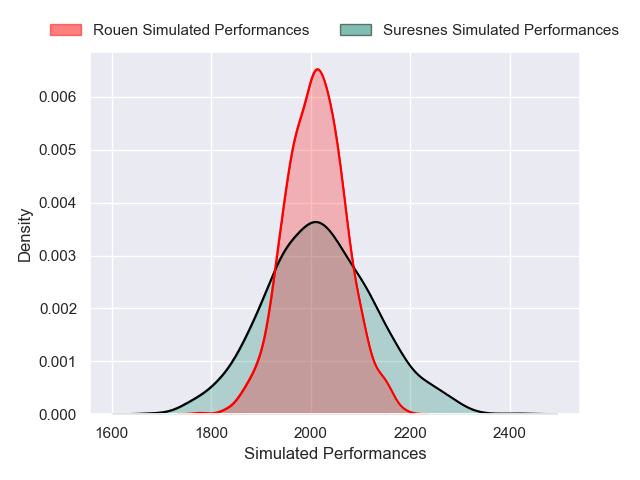 Rouen Simulated Performances Suresnes Simulated Performances
0.006
0.005
0.004
0.003
0.002
0.001
0.000
1600 1800 2000 2200 2400
Density
Simulated Performances